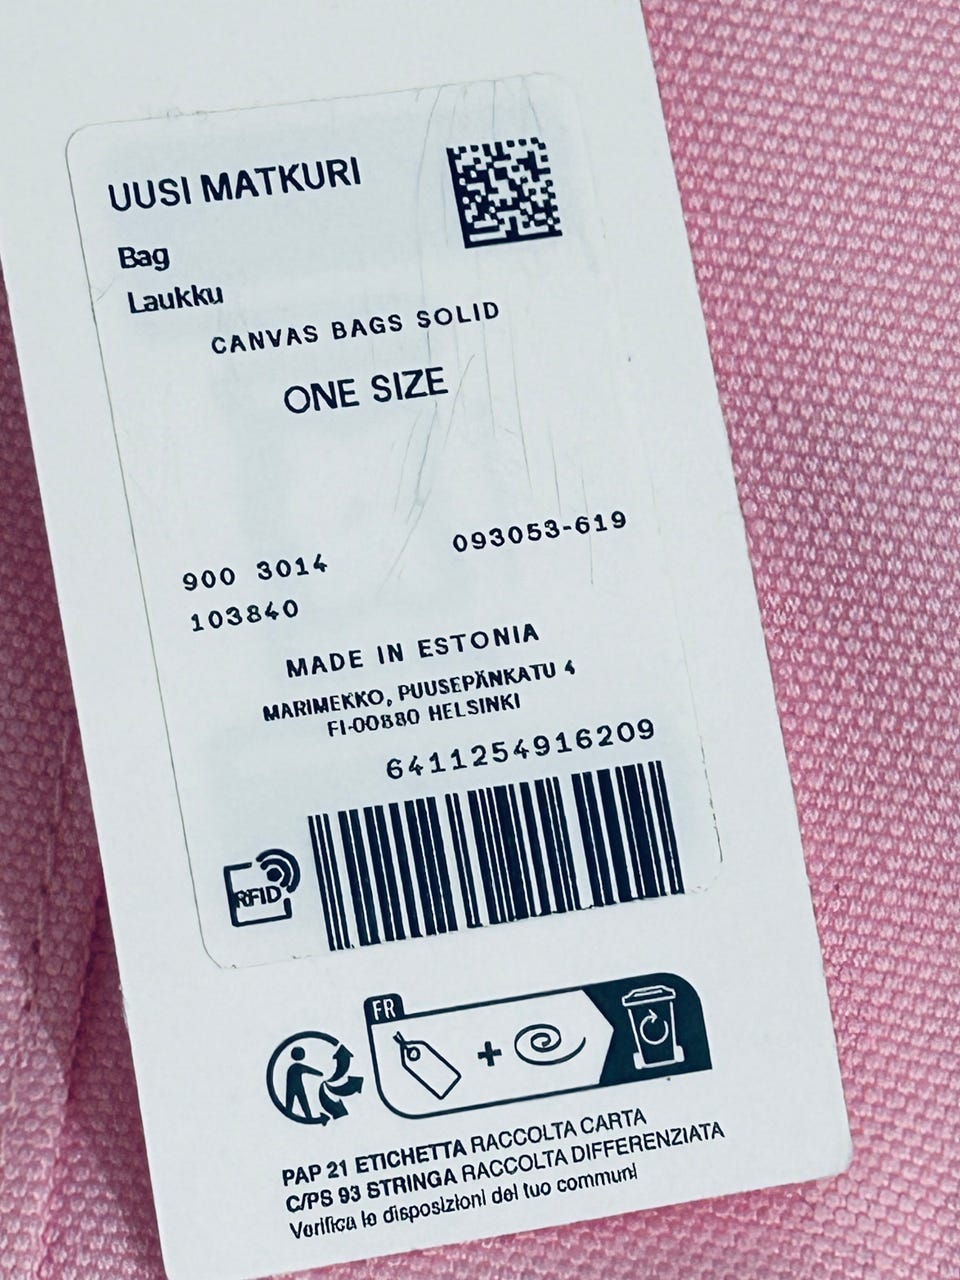 UUSI MATKURI
Bag
Laukku
CANVAS BAGS SOLID
ONE SIZE
900 3014
093053-619
103840
MADE IN ESTONIA
MARIMEKKO, PUUSEPÄNKATU 4
FI-00880 HELSINKI
6411254916209
RFID
FR
PAP 21 ETICHETTA RACCOLTA CARTA
C/PS 93 STRINGA RACCOLTA DIFFERENZIATA
Verifica le disposizioni del tuo communi